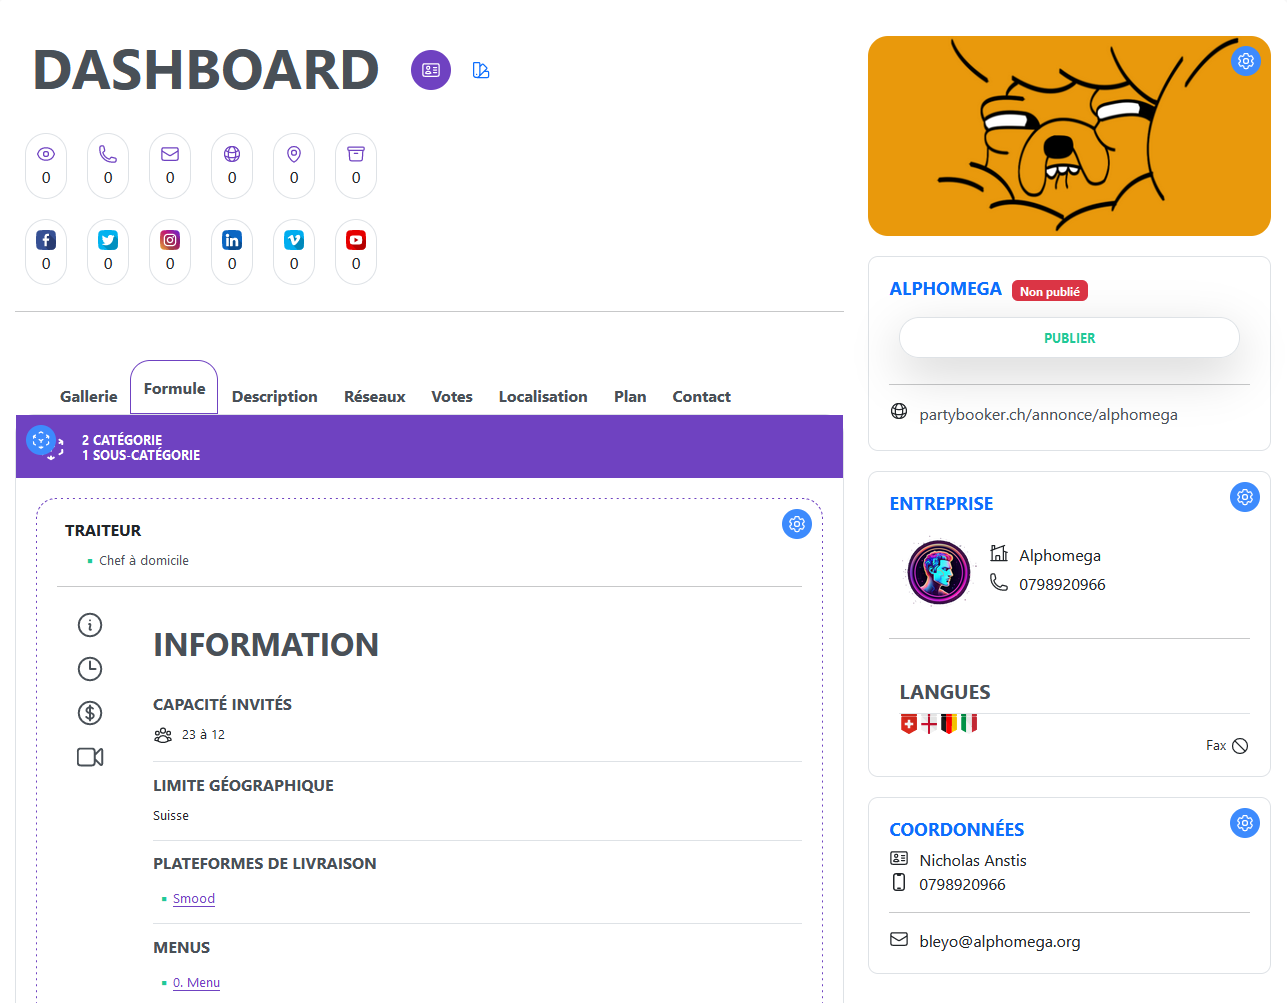 DASHBOARD
0 0 0 0 0 0
0 0 0 0 0 0
Gallerie Formule Description Réseaux Votes Localisation Plan Contact
2 CATÉGORIE
1 SOUS-CATÉGORIE
TRAITEUR
Chef à domicile
INFORMATION
CAPACITÉ INVITÉS
23 à 12
LIMITE GÉOGRAPHIQUE
Suisse
PLATEFORMES DE LIVRAISON
Smood
MENUS
0. Menu
ALPHOMEGA Non publié
PUBLIER
partybooker.ch/annonce/alphomega
ENTREPRISE
Alphomega
0798920966
LANGUES
Fax
COORDONNÉES
Nicholas Anstis
0798920966
bleyo@alphomega.org